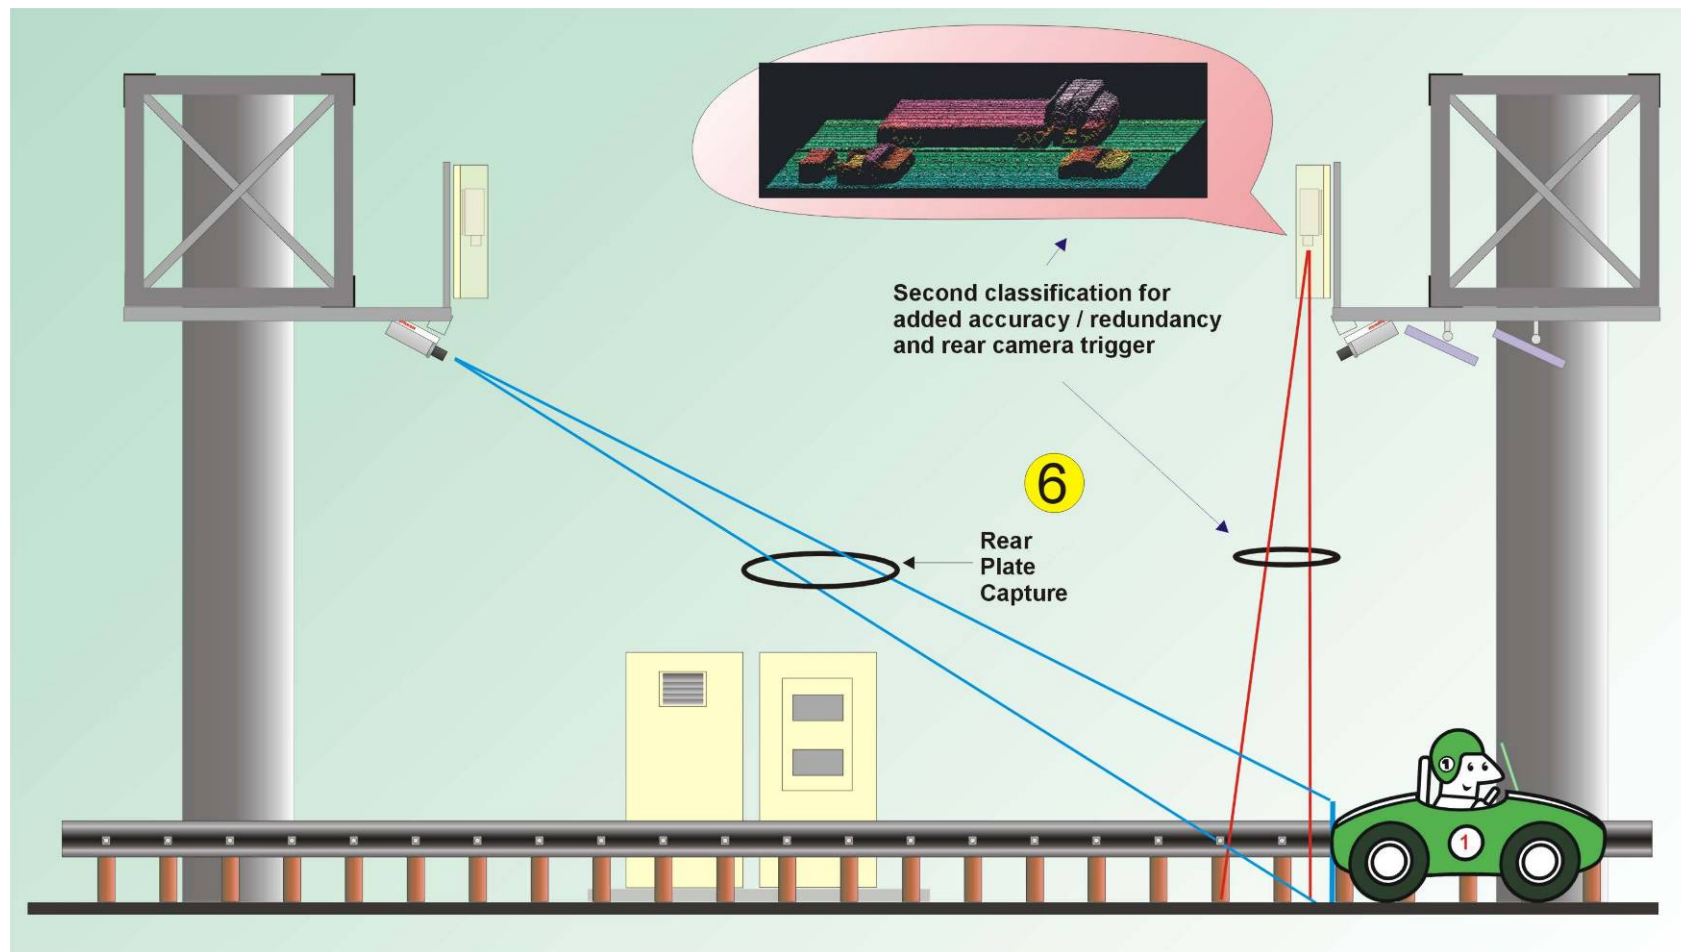 Second classification for
added accuracy / redundancy
and rear camera trigger
6
Rear
Plate
Capture
1
1